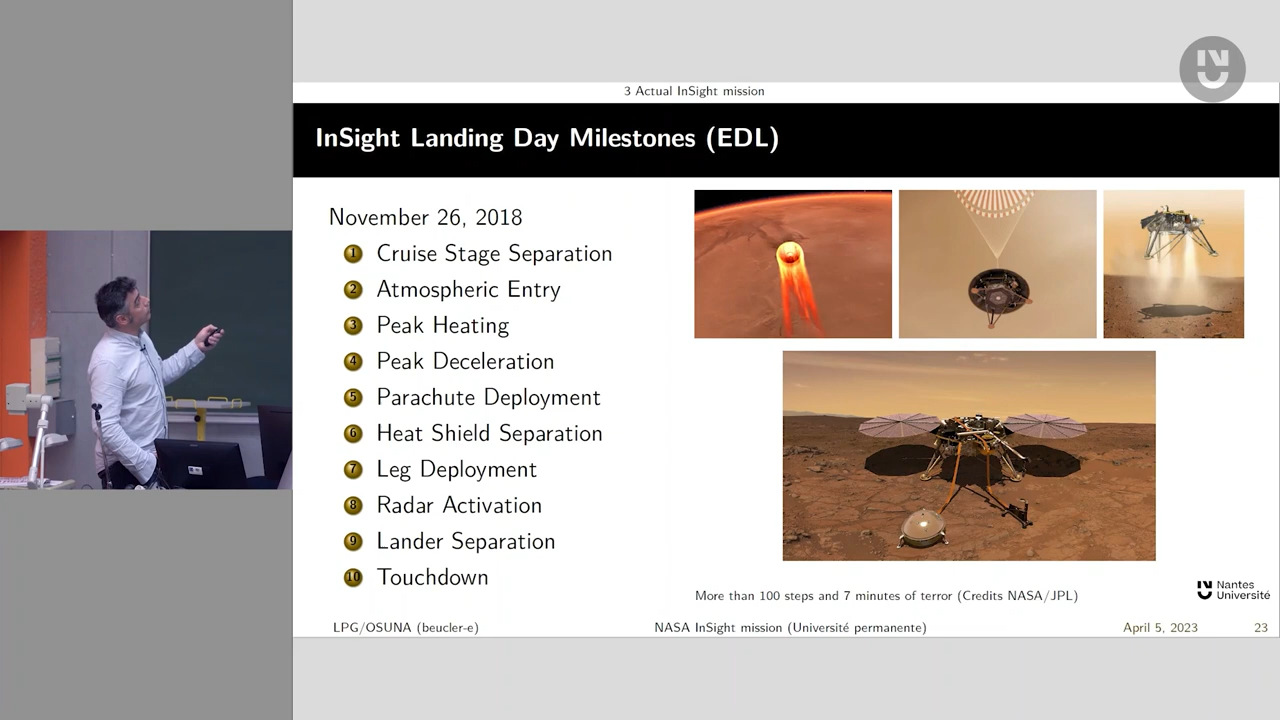 3 Actual InSight mission
InSight Landing Day Milestones (EDL)
November 26, 2018
1 Cruise Stage Separation
2 Atmospheric Entry
3 Peak Heating
4 Peak Deceleration
5 Parachute Deployment
6 Heat Shield Separation
7 Leg Deployment
8 Radar Activation
9 Lander Separation
10 Touchdown
More than 100 steps and 7 minutes of terror (Credits NASA/JPL)
Nantes
Université
LPG/OSUNA (beucler-e)
NASA InSight mission (Université permanente)
April 5, 2023
23